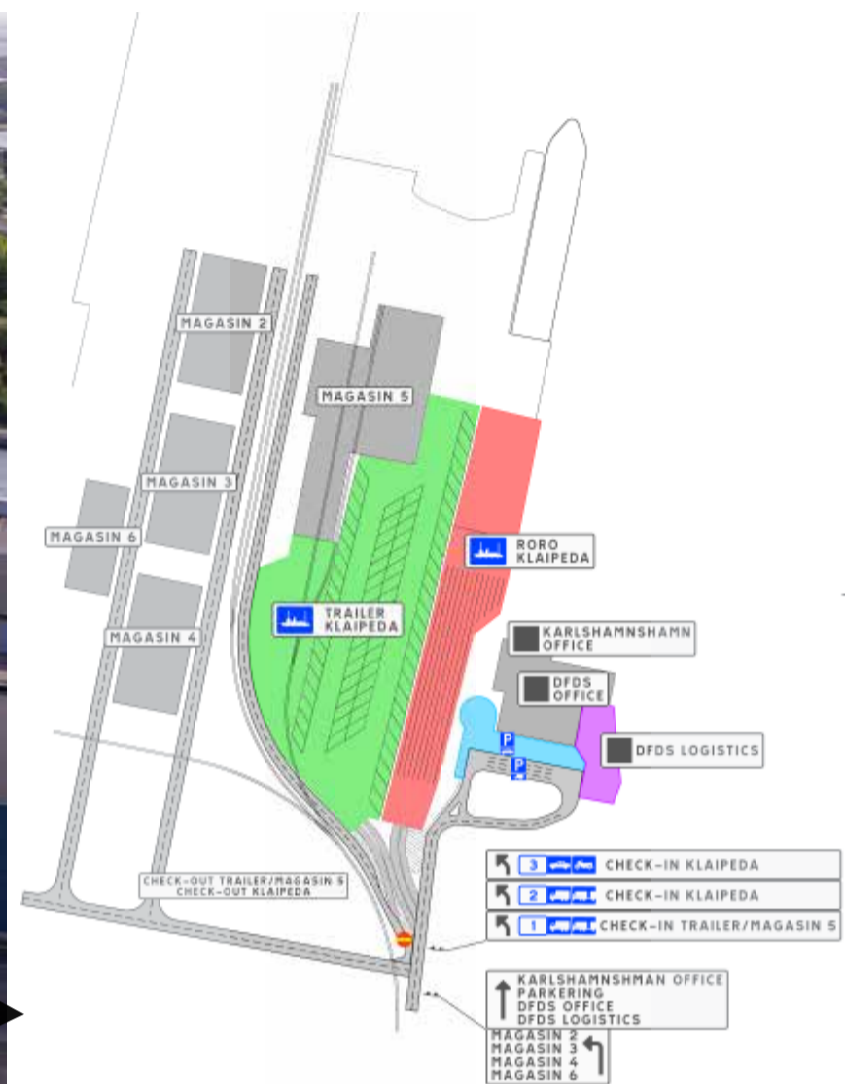 MAGASIN 2
MAGASIN 5
MAGASIN 3
MAGASIN 6
RORO
KLAIPEDA
TRAILER
KLAIPEDA
MAGASIN 4
KARLSHAMNSHAMN
OFFICE
DFDS
OFFICE
P
DFDS LOGISTICS
P
3 CHECK-IN KLAIPEDA
CHECK-OUT TRAILER/MAGASIN 5
CHECK-OUT KLAIPEDA
2 CHECK-IN KLAIPEDA
1 CHECK-IN TRAILER/MAGASIN 5
KARLSHAMNSHMAN OFFICE
PARKERING
DFDS OFFICE
DFDS LOGISTICS
MAGASIN 2
MAGASIN 3
MAGASIN 4
MAGASIN 6